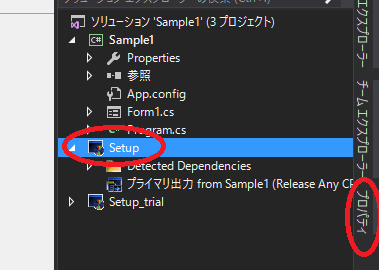 ソリューション 'Sample1' (3 プロジェクト)
Sample1
Properties
参照
App.config
Form1.cs
Program.cs
Setup
Detected Dependencies
プライマリ出力 from Sample1 (Release Any
Setup_trial
エクスプローラー
チーム エクスプローラー
プロパティ